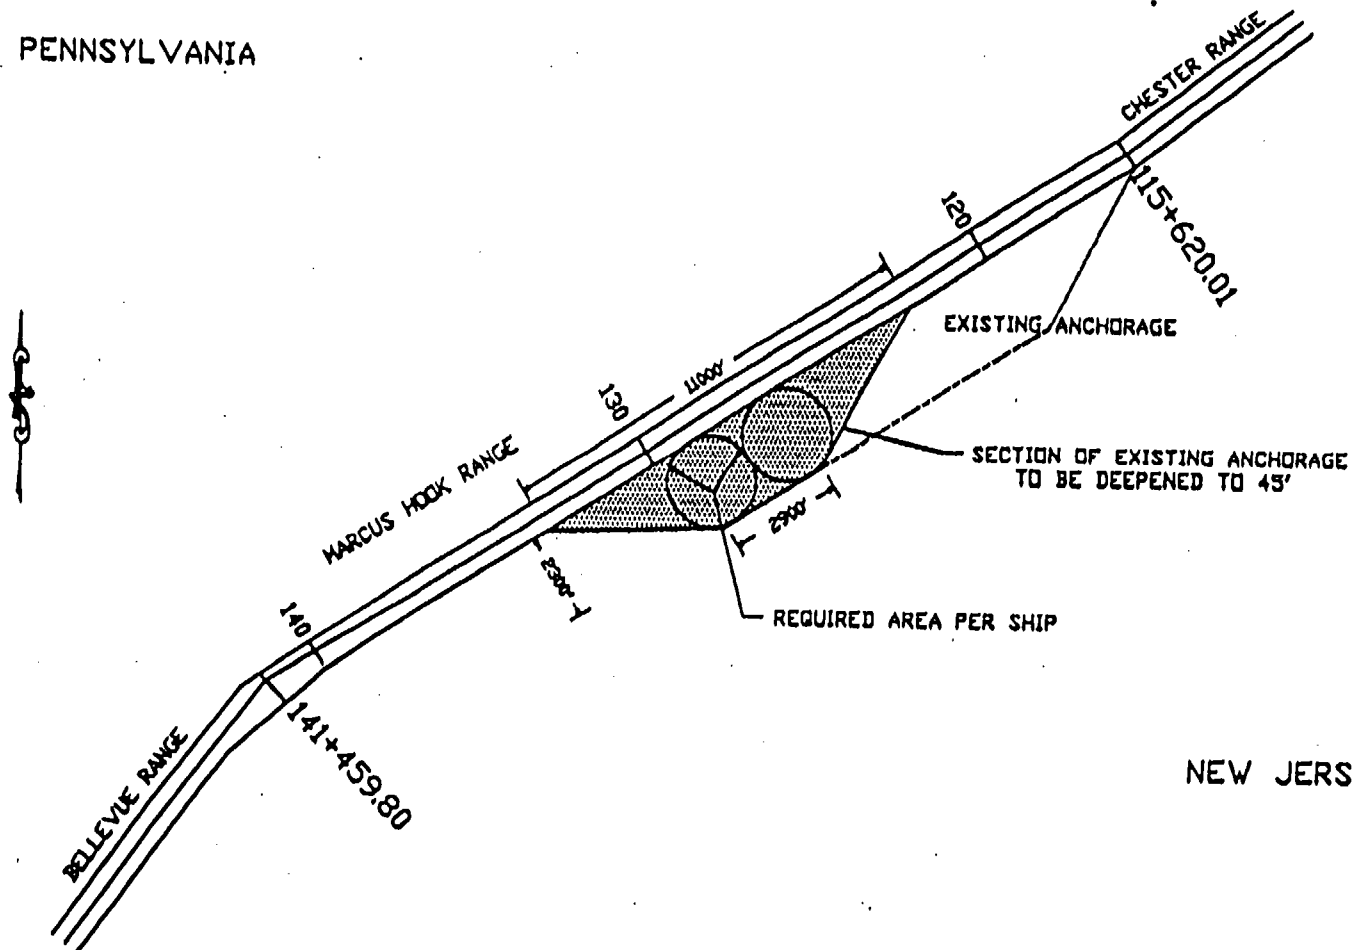 PENNSYLVANIA
CHESTER RANGE
115+620.01
120
EXISTING ANCHORAGE
11000'
130
SECTION OF EXISTING ANCHORAGE
TO BE DEEPENED TO 45'
MARCUS HOOK RANGE
2900'
2300'
REQUIRED AREA PER SHIP
140
141+459.80
BELLEVUE RANGE
NEW JERS